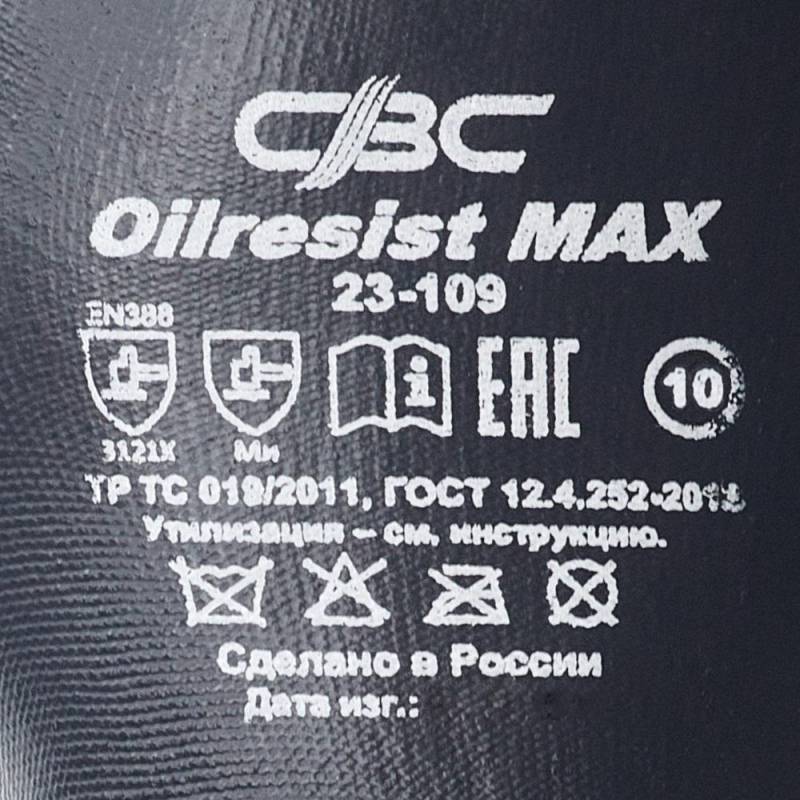 СВС
Oilresist MAX
23-109
EN388
3121X
Ми
EAC
10
ТР ТС 019/2011, ГОСТ 12.4.252-2013
Утилизация – см. инструкцию.
Сделано в России
Дата изг.: